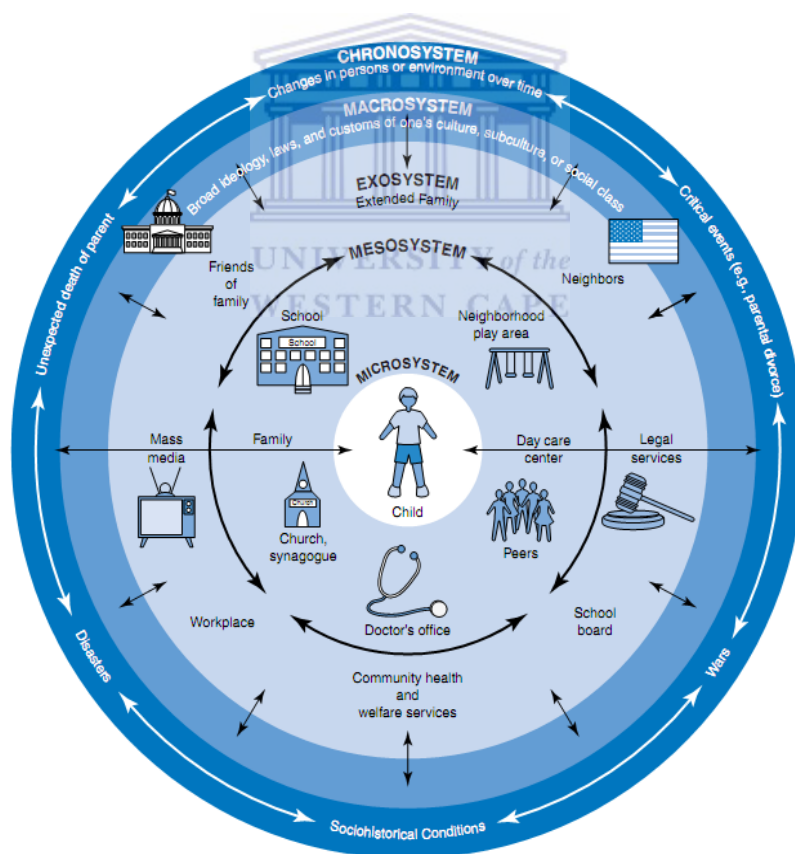 CHRONOSYSTEM
Changes in persons or environment over time
MACROSYSTEM
Broad ideology, laws, and customs of one's culture, subculture, or social class
EXOSYSTEM
Extended Family
MESOSYSTEM
UNIVERSITY of the
WESTERN CAPE
Unexpected death of parent
Critical events (e.g., parental divorce)
Friends
of
family
Neighbors
School
School
Neighborhood
play area
MICROSYSTEM
Mass
media
Family
Day care
center
Legal
services
Church
Church,
synagogue
Child
Peers
Doctor's office
Workplace
School
board
Community health
and
welfare services
Disasters
Wars
Sociohistorical Conditions